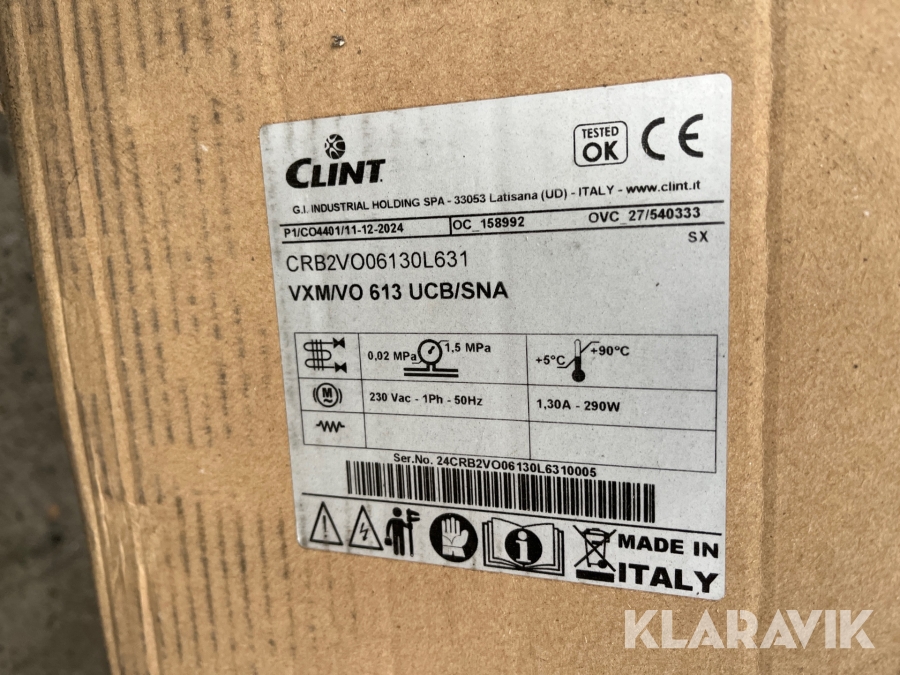 CLINT
TESTED
OK
CE
G.I. INDUSTRIAL HOLDING SPA - 33053 Latisana (UD) - ITALY - www.clint.it
P1/CO4401/11-12-2024 OC_158992 OVC_27/540333
SX
CRB2VO06130L631
VXM/VO 613 UCB/SNA
0,02 MPa 1,5 MPa +5°C +90°C
M 230 Vac - 1Ph - 50Hz 1,30A - 290W
Ser.No. 24CRB2VO06130L6310005
i MADE IN
ITALY
KLARAVIK